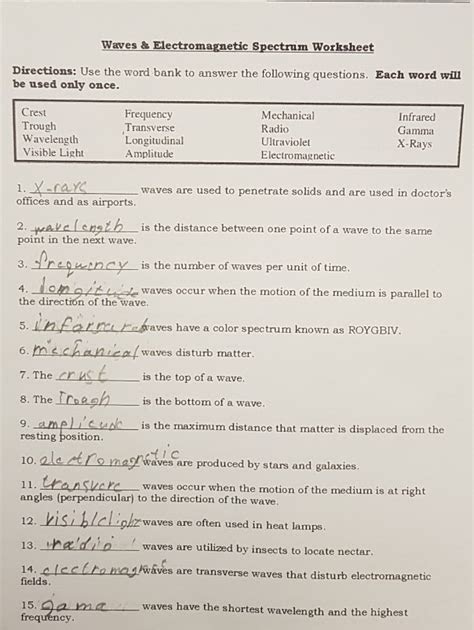 Waves & Electromagnetic Spectrum Worksheet
Directions: Use the word bank to answer the following questions. Each word will
be used only once.
Crest Frequency Mechanical Infrared
Trough Transverse Radio Gamma
Wavelength Longitudinal Ultraviolet X-Rays
Visible Light Amplitude Electromagnetic
1. X-rays waves are used to penetrate solids and are used in doctor's
offices and as airports.
2. wavelength is the distance between one point of a wave to the same
point in the next wave.
3. frequency is the number of waves per unit of time.
4. longitude waves occur when the motion of the medium is parallel to
the direction of the wave.
5. infarrared waves have a color spectrum known as ROYGBIV.
6. mechanical waves disturb matter.
7. The crust is the top of a wave.
8. The Trough is the bottom of a wave.
9. amplicude is the maximum distance that matter is displaced from the
resting position.
10. electromagnetic waves are produced by stars and galaxies.
11. transvere waves occur when the motion of the medium is at right
angles (perpendicular) to the direction of the wave.
12. waves are often used in heat lamps.
13. radio waves are utilized by insects to locate nectar.
14. waves are transverse waves that disturb electromagnetic
fields.
15. gama waves have the shortest wavelength and the highest
frequency.